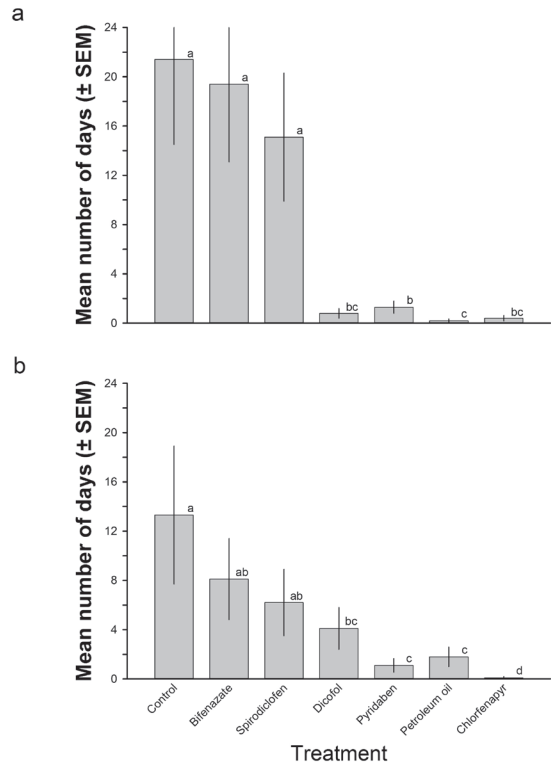 a
Mean number of days (± SEM)
24
20
16
12
8
4
0
a
a
a
bc
b
c
bc
b
Mean number of days (± SEM)
24
20
16
12
8
4
0
a
ab
ab
bc
c
c
d
Control
Bifenazate
Spirodiclofen
Dicofol
Pyridaben
Petroleum oil
Chlorfenapyr
Treatment